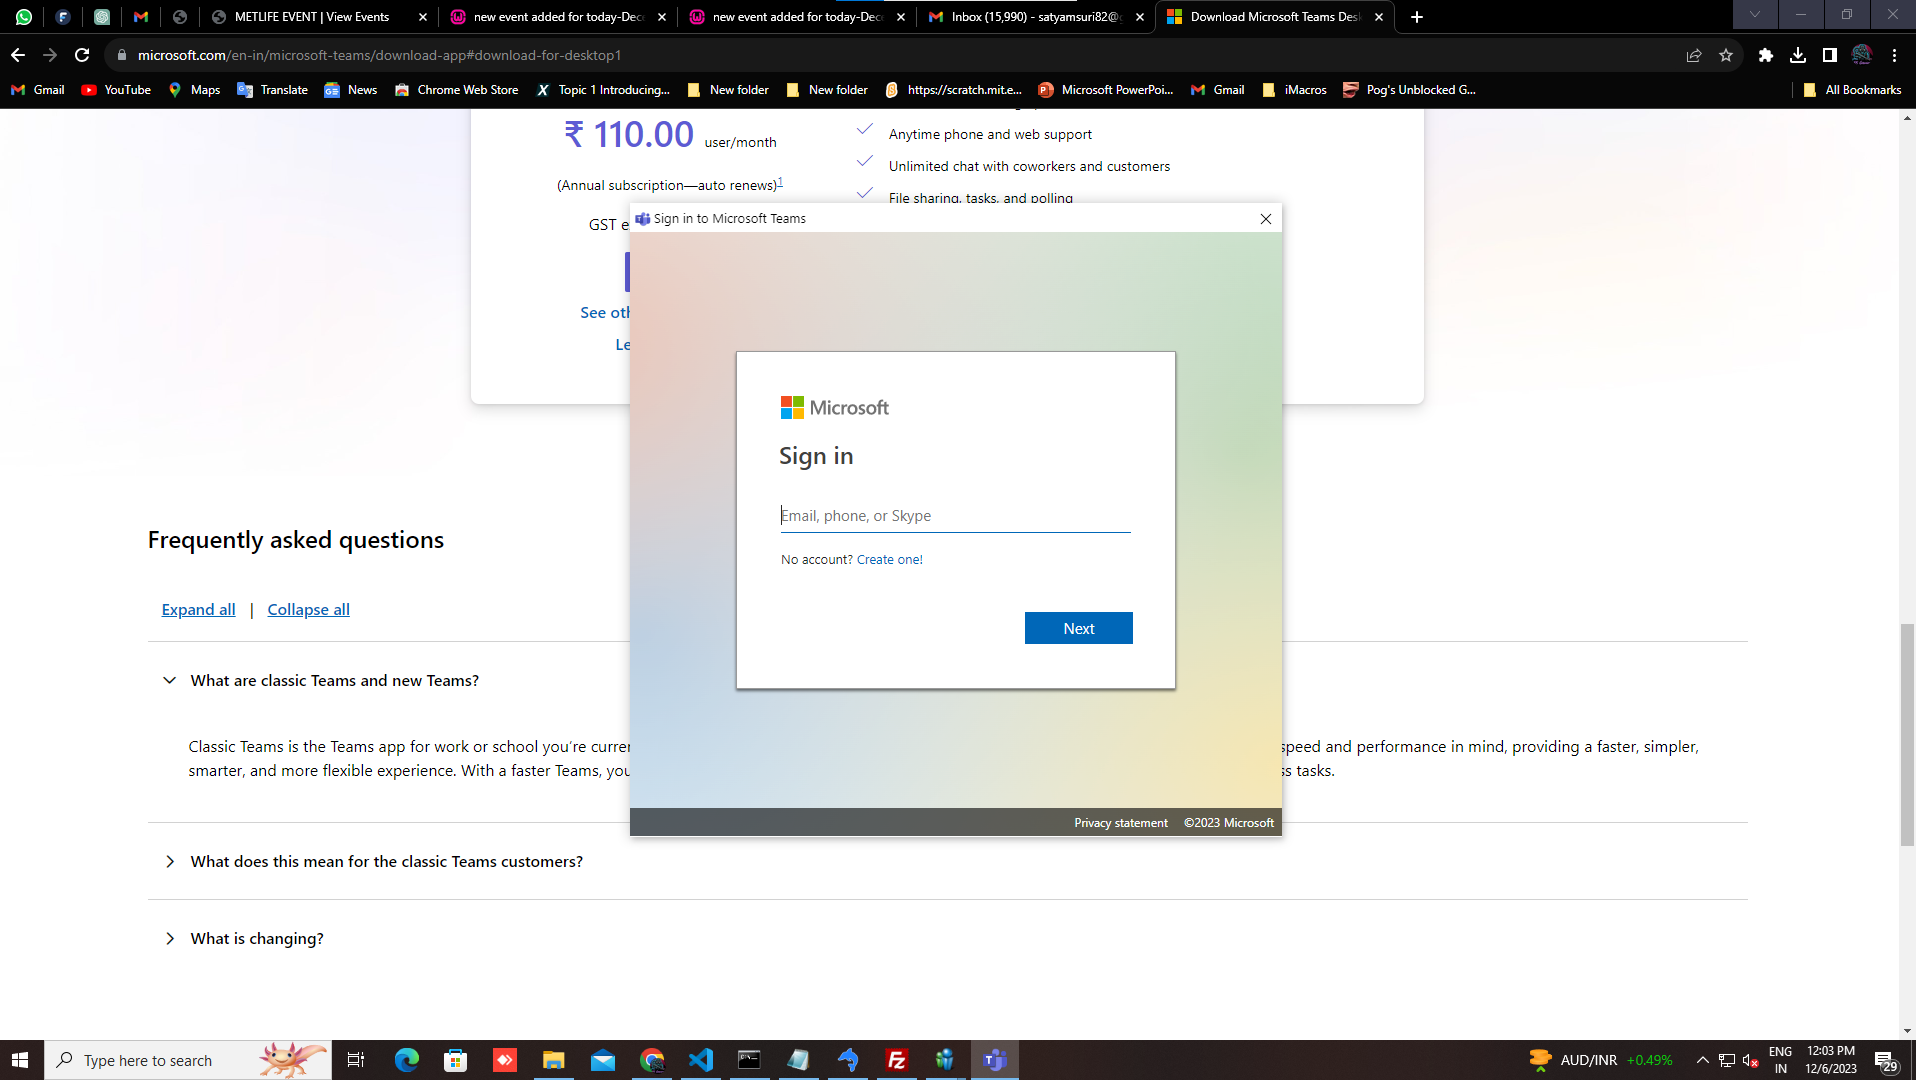 METLIFE EVENT | View Events
new event added for today-Dece
new event added for today-Dece
Inbox (15,990) - satyamsuri82@g
Download Microsoft Teams Desk
microsoft.com/en-in/microsoft-teams/download-app#download-for-desktop1
Gmail
YouTube
Maps
Translate
News
Chrome Web Store
Topic 1 Introducing...
New folder
New folder
https://scratch.mit.e...
Microsoft PowerPoi...
Gmail
iMacros
Pog's Unblocked G...
All Bookmarks
₹ 110.00 user/month
(Annual subscription—auto renews)1
GST e
See oth
Le
Anytime phone and web support
Unlimited chat with coworkers and customers
File sharing, tasks, and polling
Sign in to Microsoft Teams
Microsoft
Sign in
Email, phone, or Skype
No account? Create one!
Next
Privacy statement ©2023 Microsoft
Frequently asked questions
Expand all | Collapse all
What are classic Teams and new Teams?
Classic Teams is the Teams app for work or school you're curren speed and performance in mind, providing a faster, simpler,
smarter, and more flexible experience. With a faster Teams, you ss tasks.
What does this mean for the classic Teams customers?
What is changing?
Type here to search
AUD/INR +0.49%
ENG
IN
12:03 PM
12/6/2023
29